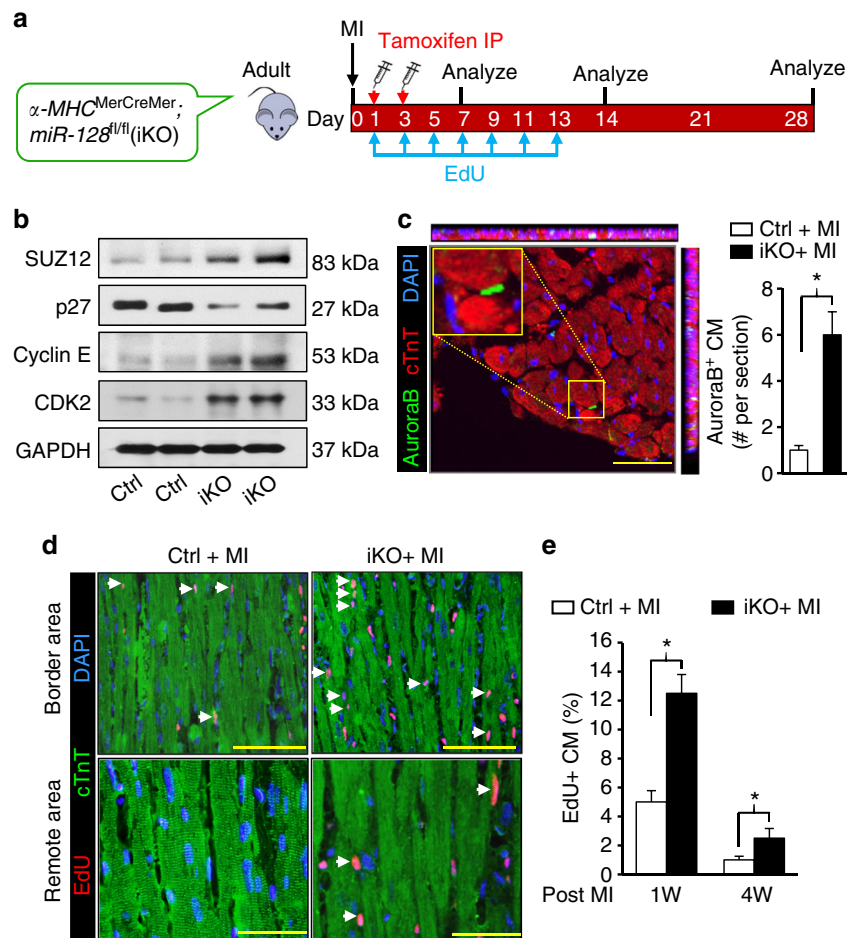 a
MI
Tamoxifen IP
Adult
Analyze
Analyze
Analyze
α-MHC^MerCreMer;
miR-128^fl/fl(iKO)
Day 0 1 3 5 7 9 11 13 14 21 28
EdU
b
SUZ12 83 kDa
p27 27 kDa
Cyclin E 53 kDa
CDK2 33 kDa
GAPDH 37 kDa
Ctrl Ctrl iKO iKO
c
AuroraB cTnT DAPI
Ctrl + MI
iKO+ MI
*
AuroraB+ CM
(# per section)
8
6
4
2
0
d
Ctrl + MI iKO+ MI
Border area
Remote area
EdU cTnT DAPI
e
Ctrl + MI iKO+ MI
EdU+ CM (%)
16
14
12
10
8
6
4
2
0
*
*
Post MI 1W 4W